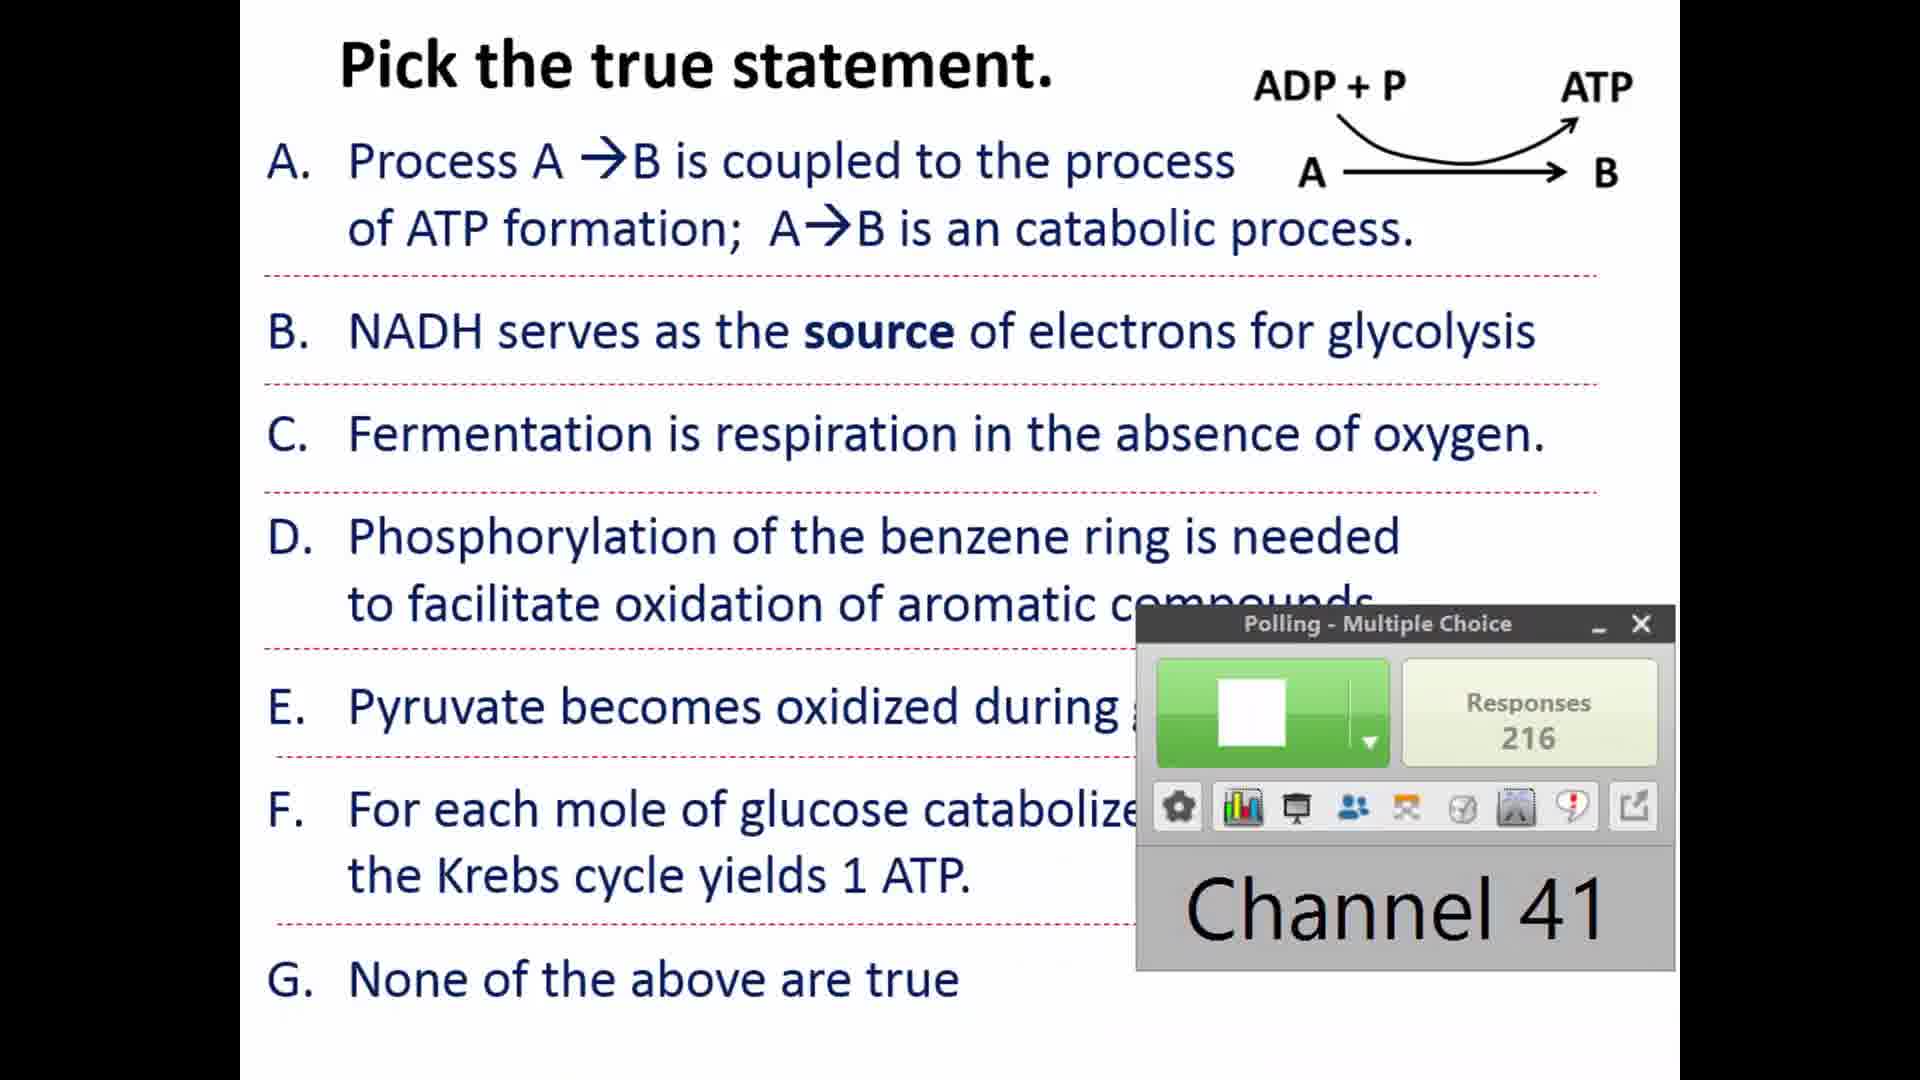 Pick the true statement.
ADP + P
ATP
A. Process A →B is coupled to the process
A
B
of ATP formation; A→B is an catabolic process.
B. NADH serves as the source of electrons for glycolysis
C. Fermentation is respiration in the absence of oxygen.
D. Phosphorylation of the benzene ring is needed
to facilitate oxidation of aromatic compounds
Polling - Multiple Choice
E. Pyruvate becomes oxidized during
Responses
216
F. For each mole of glucose
the Krebs cycle yields 1 ATP.
Channel 41
G. None of the above are true